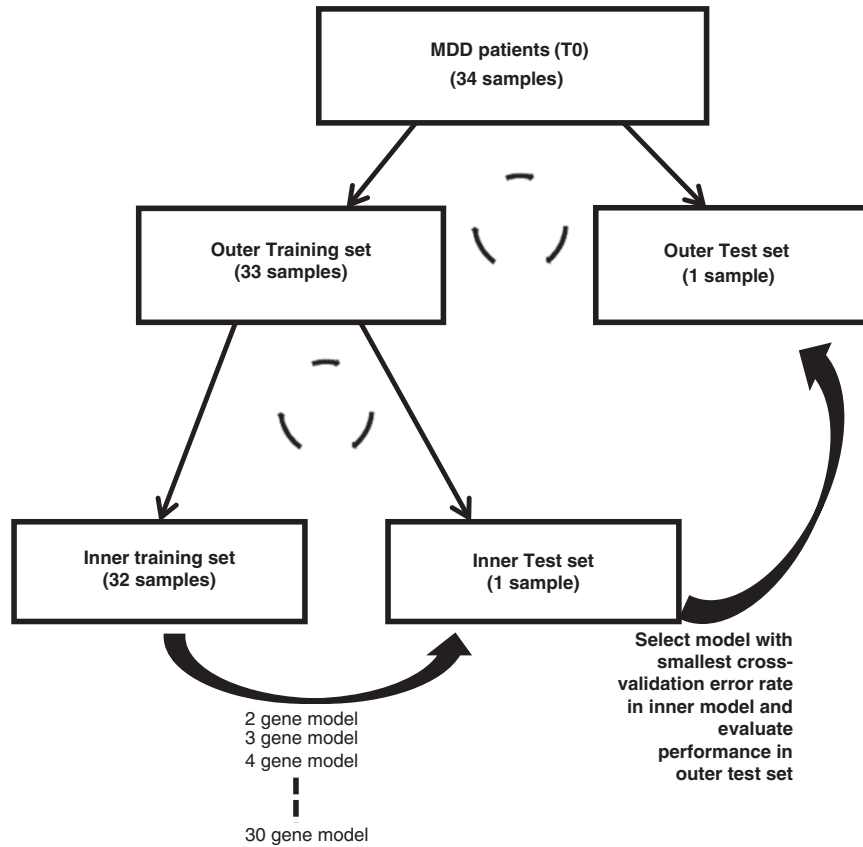 MDD patients (T0)
(34 samples)
Outer Training set
(33 samples)
Outer Test set
(1 sample)
Inner training set
(32 samples)
Inner Test set
(1 sample)
2 gene model
3 gene model
4 gene model
30 gene model
Select model with
smallest cross-
validation error rate
in inner model and
evaluate
performance in
outer test set